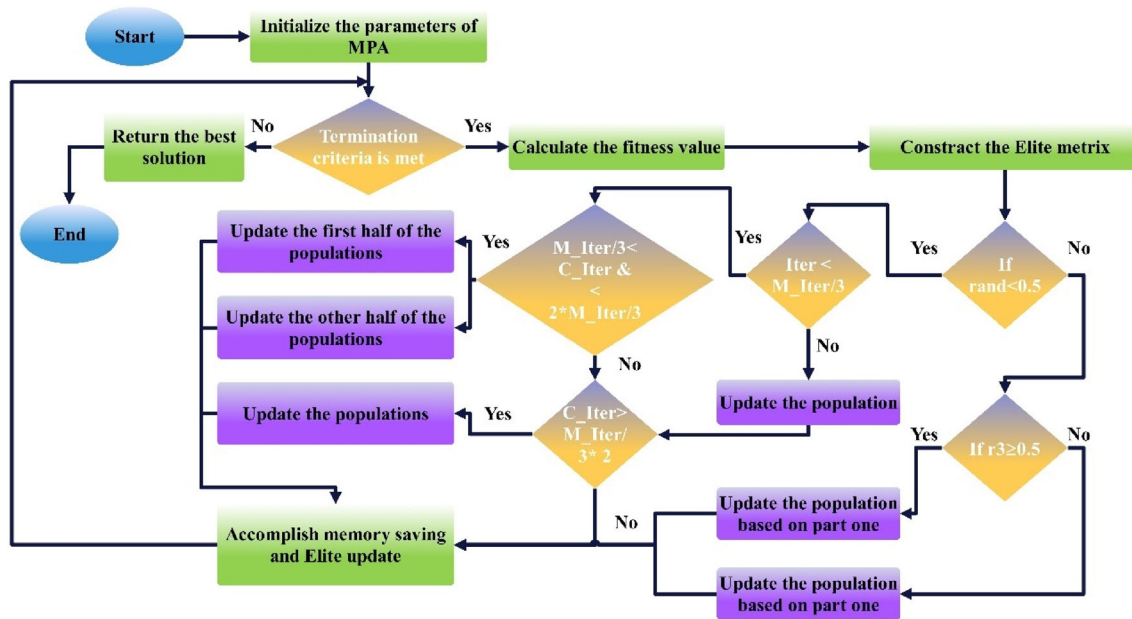 Start
Initialize the parameters of
MPA
Return the best
solution
No
Termination
criteria is met
Yes
Calculate the fitness value
Constract the Elite metrix
End
Update the first half of the
populations
Yes
M_Iter/3<
C_Iter &
<
2*M_Iter/3
Yes
Iter <
M_Iter/3
Yes
If
rand<0.5
No
Update the other half of the
populations
No
No
Update the populations
Yes
C_Iter>
M_Iter/
3* 2
Update the population
Yes
If r3≥0.5
No
Accomplish memory saving
and Elite update
No
Update the population
based on part one
Update the population
based on part one